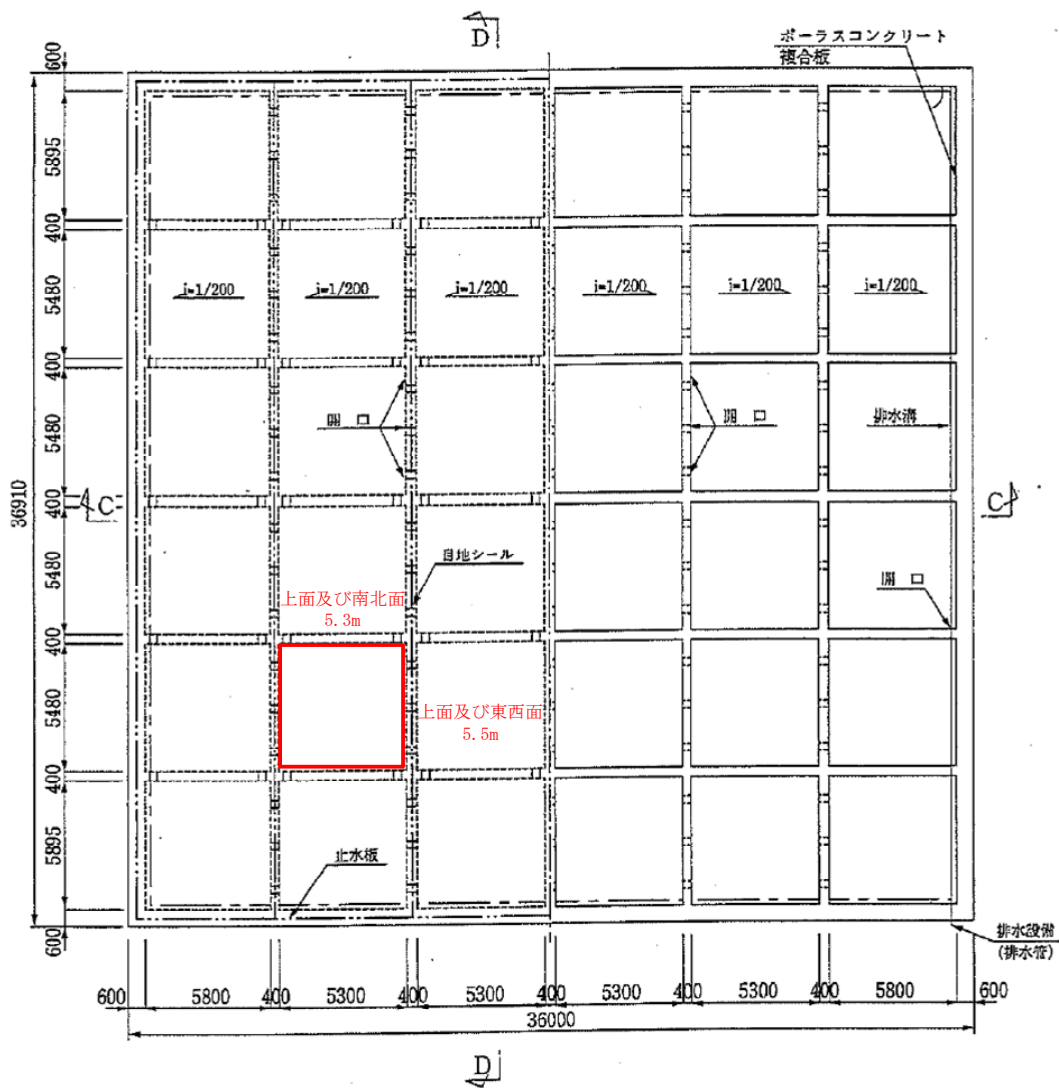 D
ポーラスコンクリート
複合板
600
5895
400
5480
400
5480
400
5480
400
5480
400
5895
600
36910
i=1/200
i=1/200
i=1/200
i=1/200
i=1/200
i=1/200
開 口
開 口
排水溝
C
C
目地シール
開 口
上面及び南北面
5.3m
上面及び東西面
5.5m
止水板
排水設備
(排水管)
600
5800
400
5300
400
5300
400
5300
400
5300
400
5800
600
36000
D